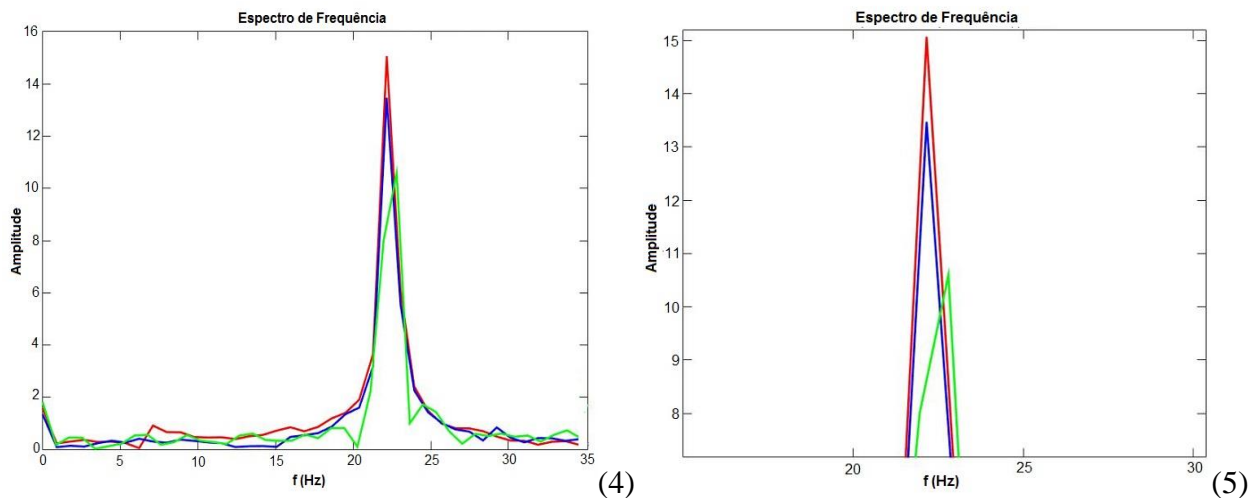 Espectro de Frequência
16
14
12
10
8
6
4
2
0
Amplitude
0 5 10 15 20 25 30 35
f (Hz)
(4)
Espectro de Frequência
15
14
13
12
11
10
9
8
Amplitude
20 25 30
f (Hz)
(5)